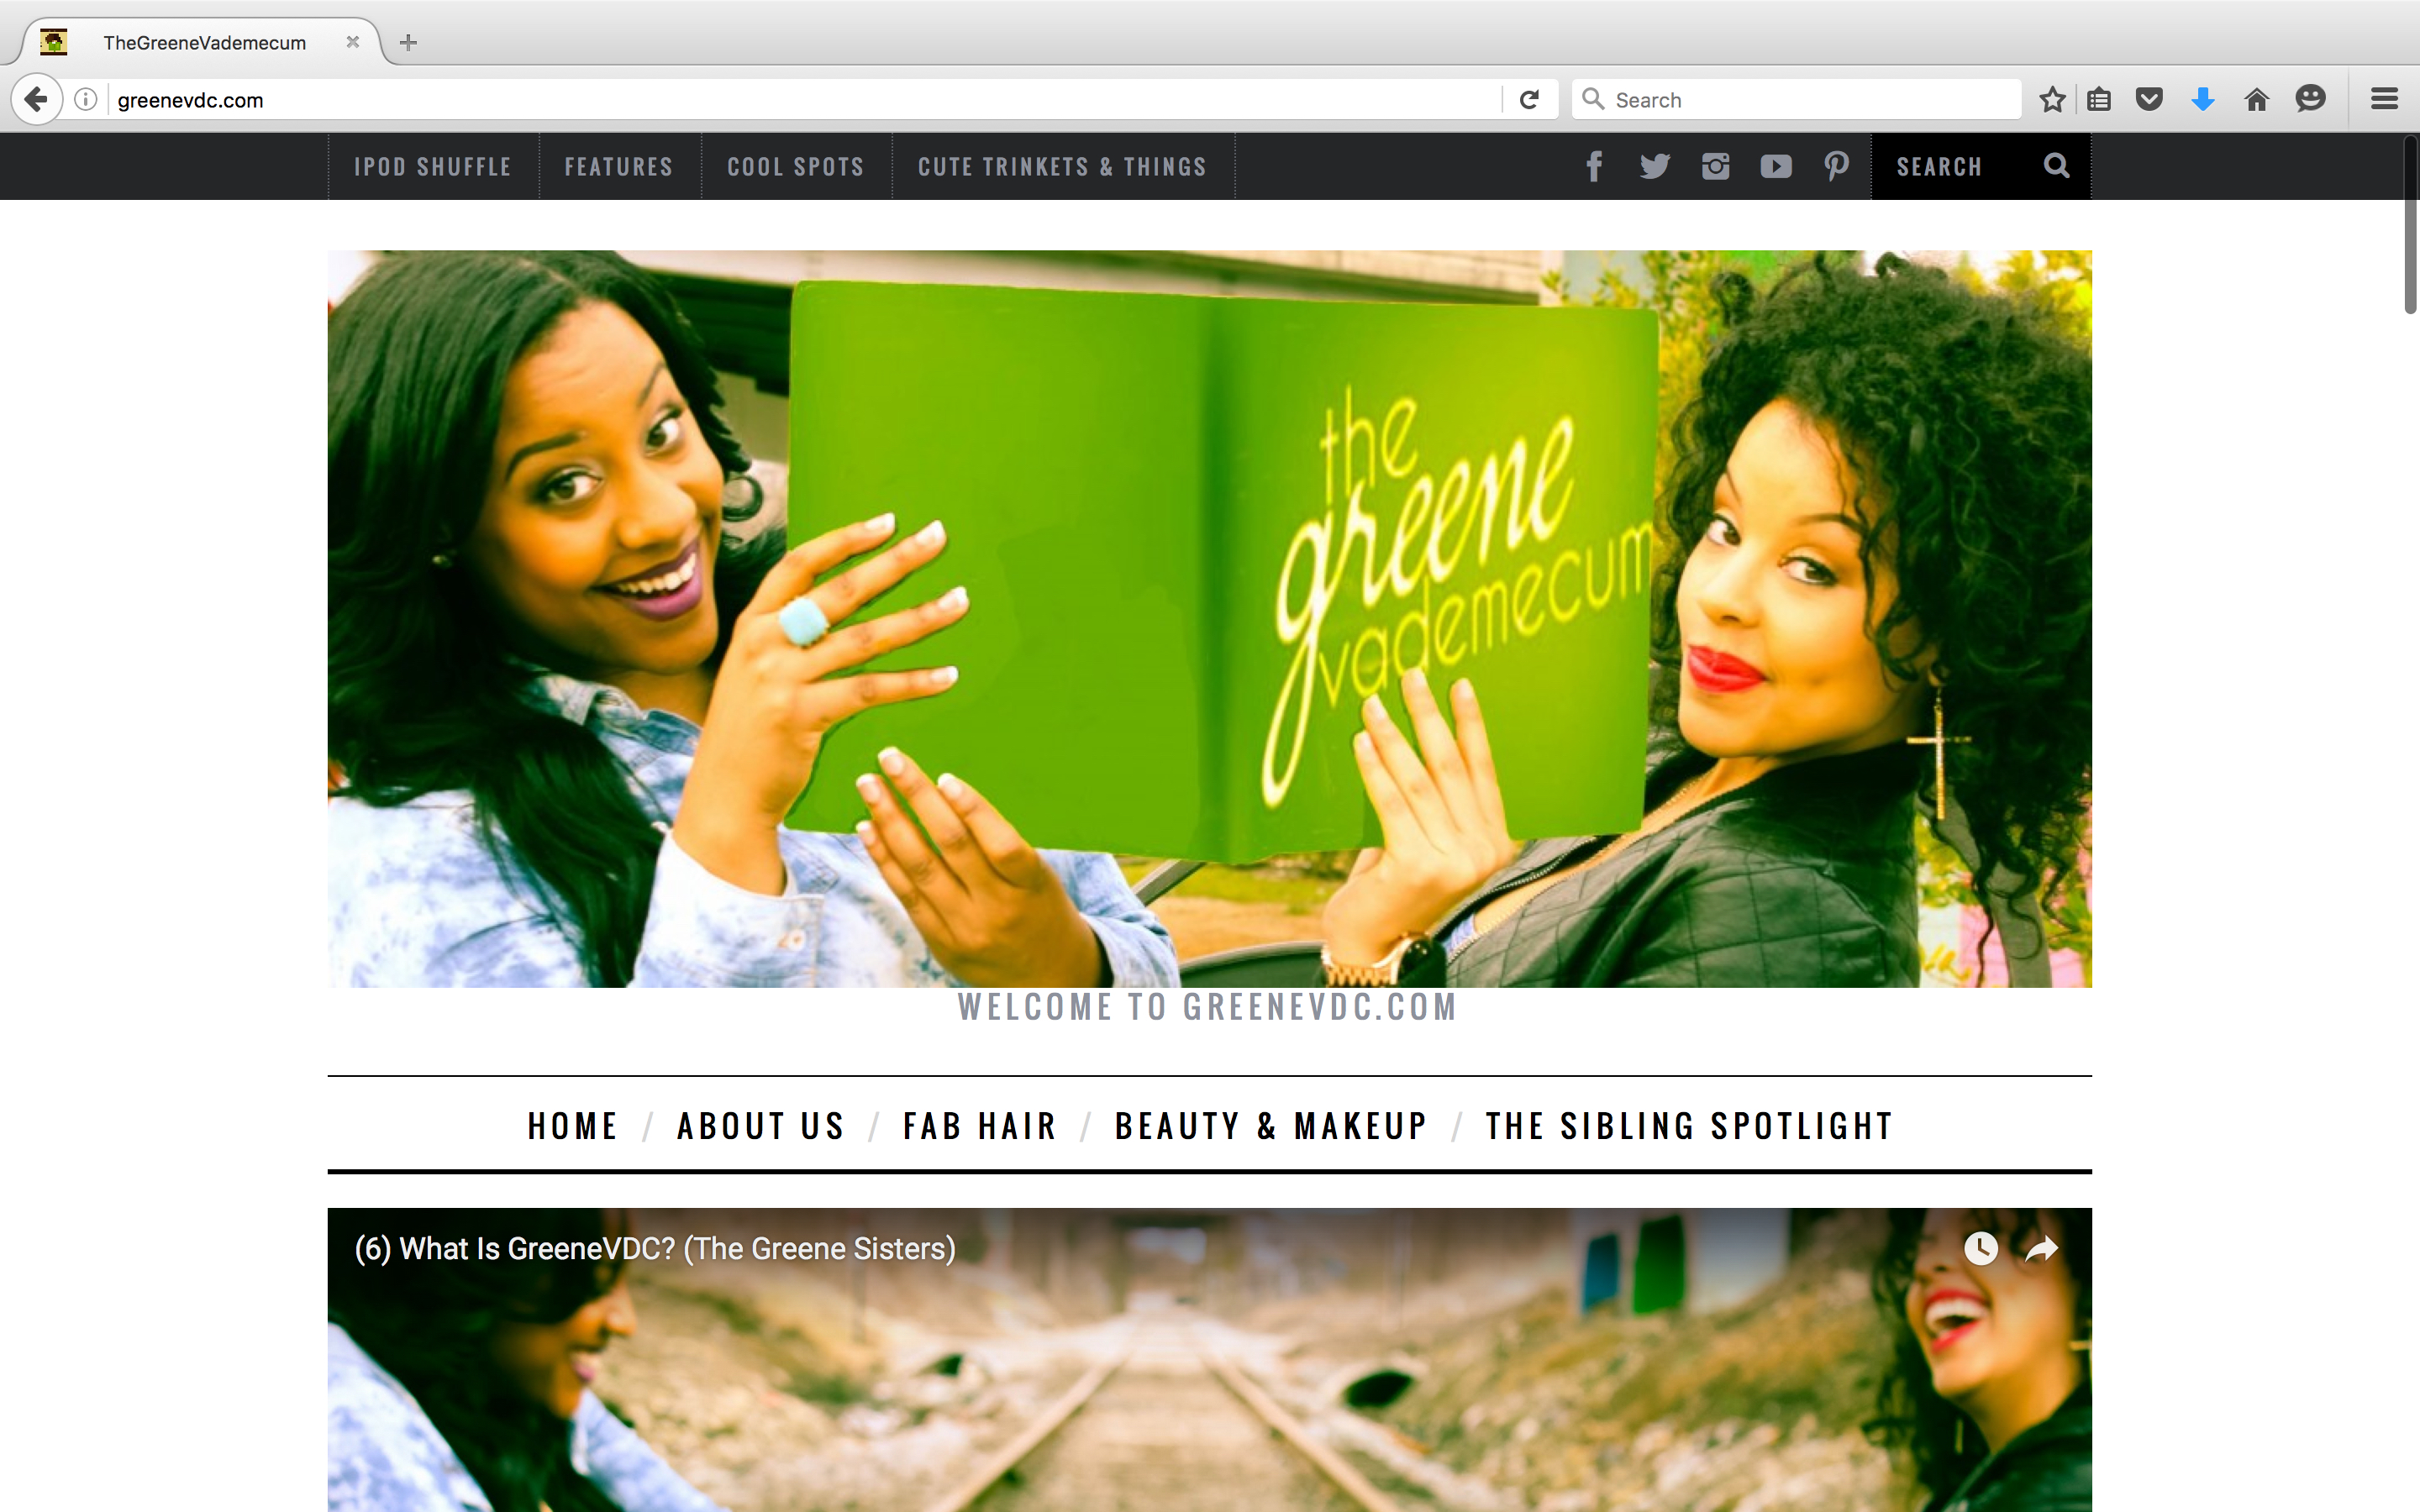 TheGreeneVademecum
greenevdc.com
Search
IPOD SHUFFLE
FEATURES
COOL SPOTS
CUTE TRINKETS & THINGS
SEARCH
the
greene
vademecum
WELCOME TO GREENEVDC.COM
HOME / ABOUT US / FAB HAIR / BEAUTY & MAKEUP / THE SIBLING SPOTLIGHT
(6) What Is GreeneVDC? (The Greene Sisters)